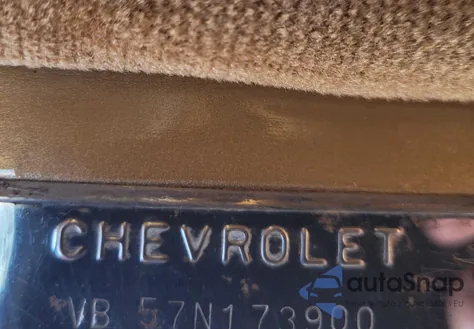 CHEVROLET
VB 57N173900
autoSnap